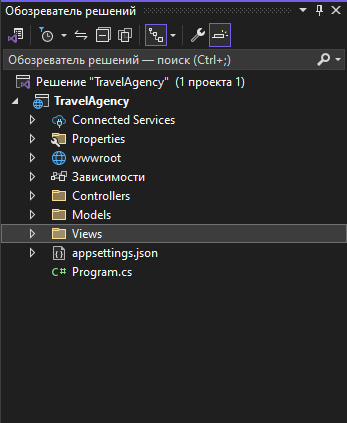 Обозреватель решений
Обозреватель решений — поиск (Ctrl+;)
Решение "TravelAgency" (1 проекта 1)
TravelAgency
Connected Services
Properties
wwwroot
Зависимости
Controllers
Models
Views
appsettings.json
C# Program.cs